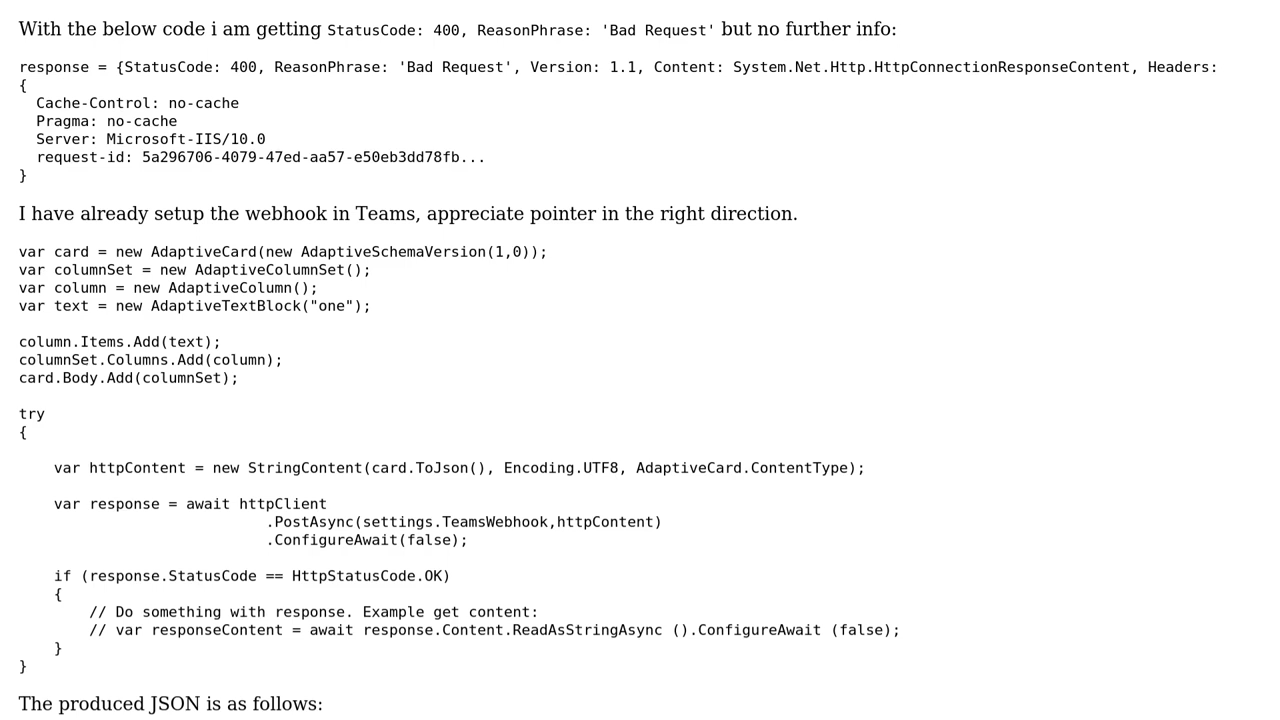 With the below code i am getting StatusCode: 400, ReasonPhrase: 'Bad Request' but no further info:
response = {StatusCode: 400, ReasonPhrase: 'Bad Request', Version: 1.1, Content: System.Net.Http.HttpConnectionResponseContent, Headers:
{
  Cache-Control: no-cache
  Pragma: no-cache
  Server: Microsoft-IIS/10.0
  request-id: 5a296706-4079-47ed-aa57-e50eb3dd78fb...
}
I have already setup the webhook in Teams, appreciate pointer in the right direction.
var card = new AdaptiveCard(new AdaptiveSchemaVersion(1,0));
var columnSet = new AdaptiveColumnSet();
var column = new AdaptiveColumn();
var text = new AdaptiveTextBlock("one");
column.Items.Add(text);
columnSet.Columns.Add(column);
card.Body.Add(columnSet);
try
{
    var httpContent = new StringContent(card.ToJson(), Encoding.UTF8, AdaptiveCard.ContentType);
    var response = await httpClient
                            .PostAsync(settings.TeamsWebhook,httpContent)
                            .ConfigureAwait(false);
    if (response.StatusCode == HttpStatusCode.OK)
    {
        // Do something with response. Example get content:
        // var responseContent = await response.Content.ReadAsStringAsync ().ConfigureAwait (false);
    }
}
The produced JSON is as follows: